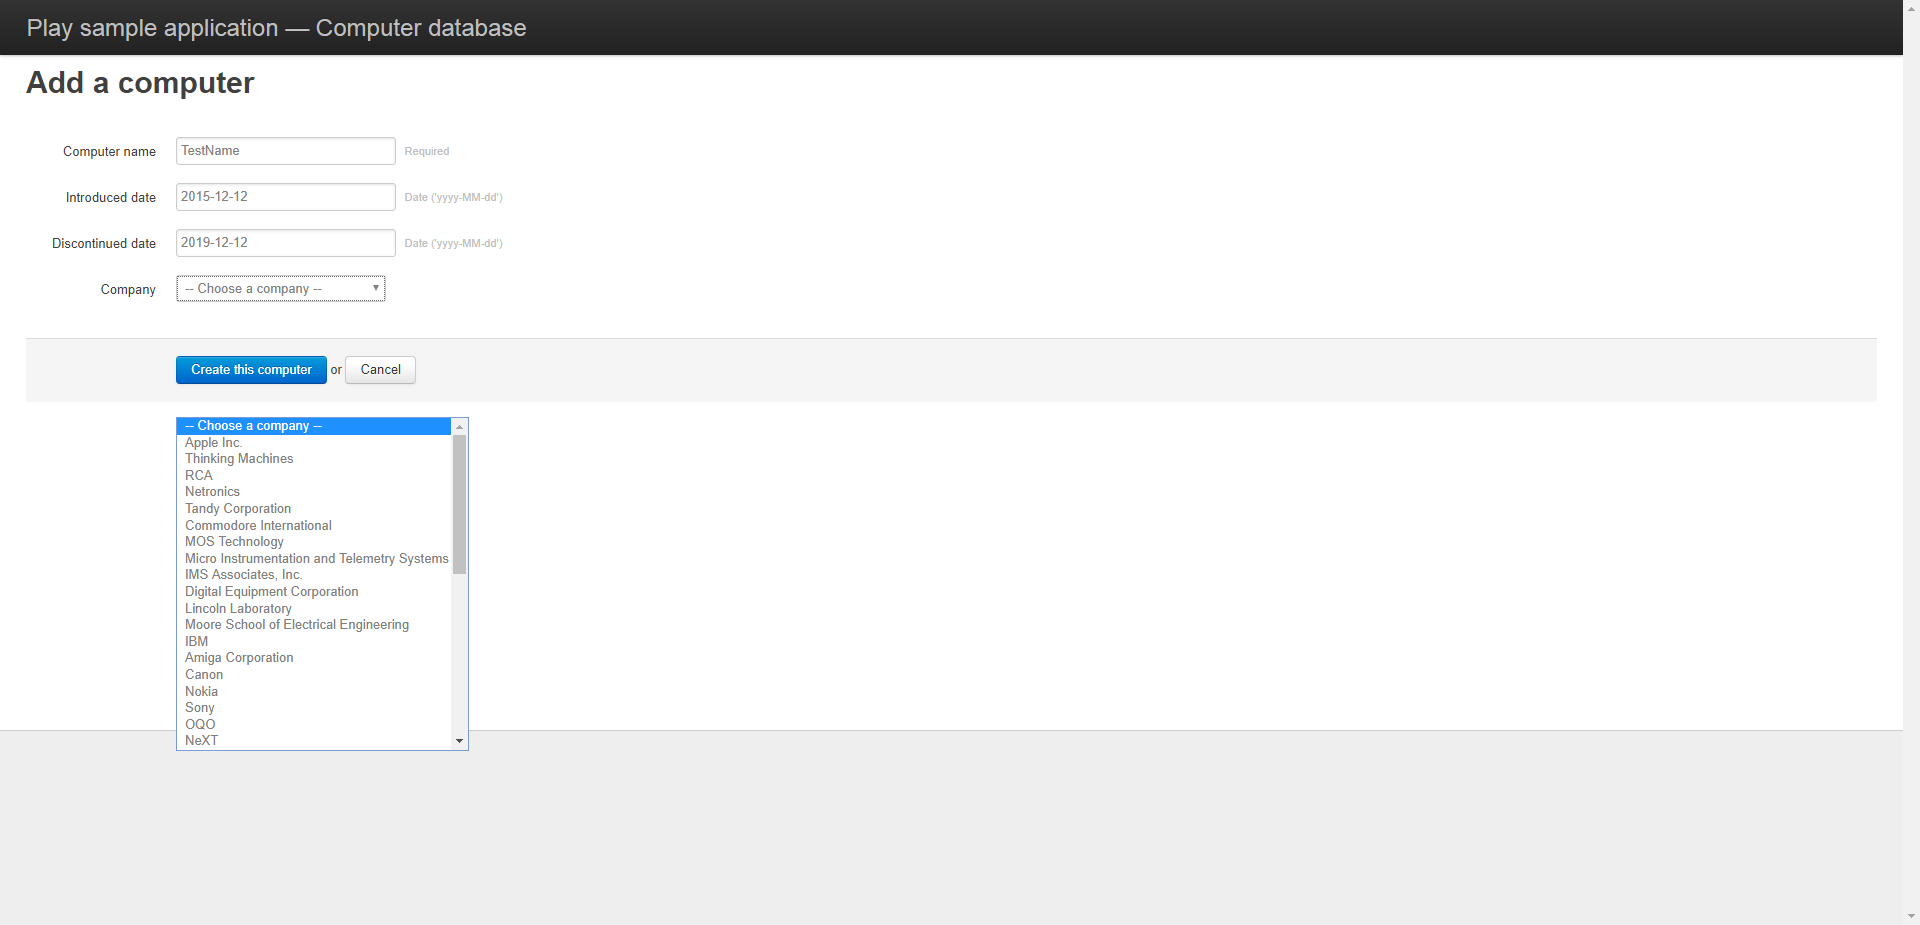 Play sample application — Computer database
Add a computer
Computer name TestName Required
Introduced date 2015-12-12 Date ('yyyy-MM-dd')
Discontinued date 2019-12-12 Date ('yyyy-MM-dd')
Company -- Choose a company --
Create this computer or Cancel
-- Choose a company --
Apple Inc.
Thinking Machines
RCA
Netronics
Tandy Corporation
Commodore International
MOS Technology
Micro Instrumentation and Telemetry Systems
IMS Associates, Inc.
Digital Equipment Corporation
Lincoln Laboratory
Moore School of Electrical Engineering
IBM
Amiga Corporation
Canon
Nokia
Sony
OQO
NeXT